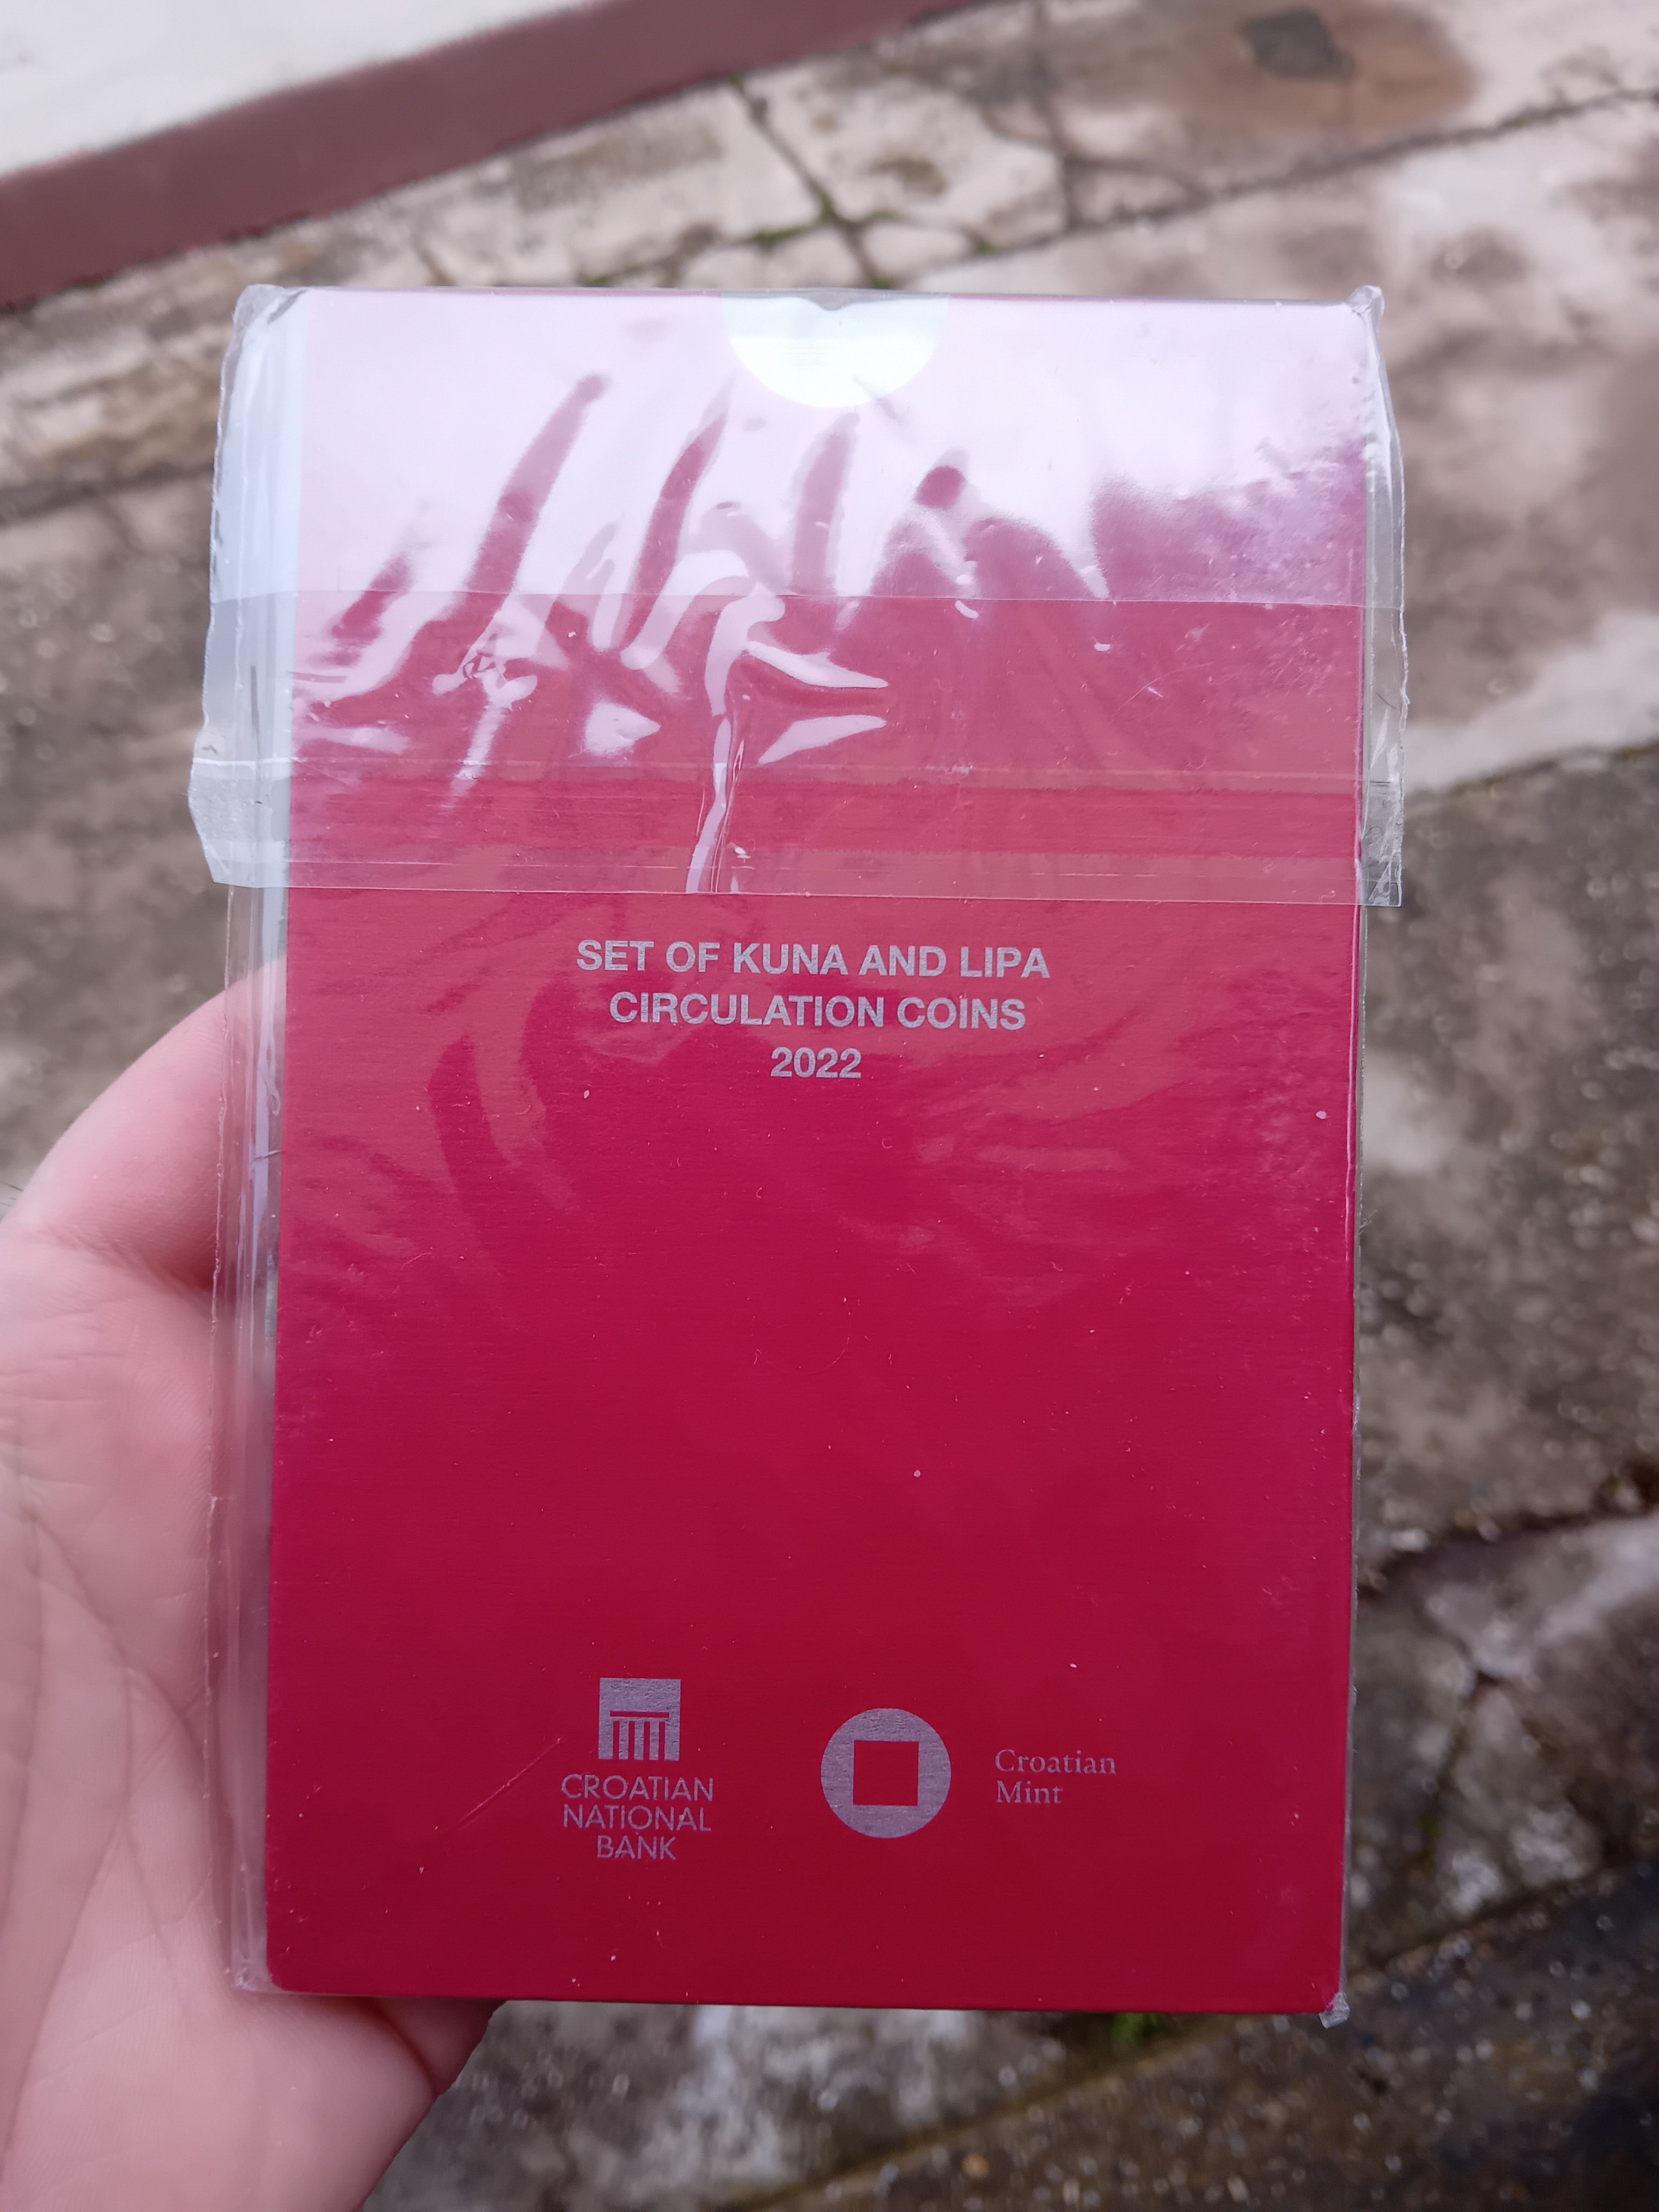 SET OF KUNA AND LIPA
CIRCULATION COINS
2022
CROATIAN
NATIONAL
BANK
Croatian
Mint